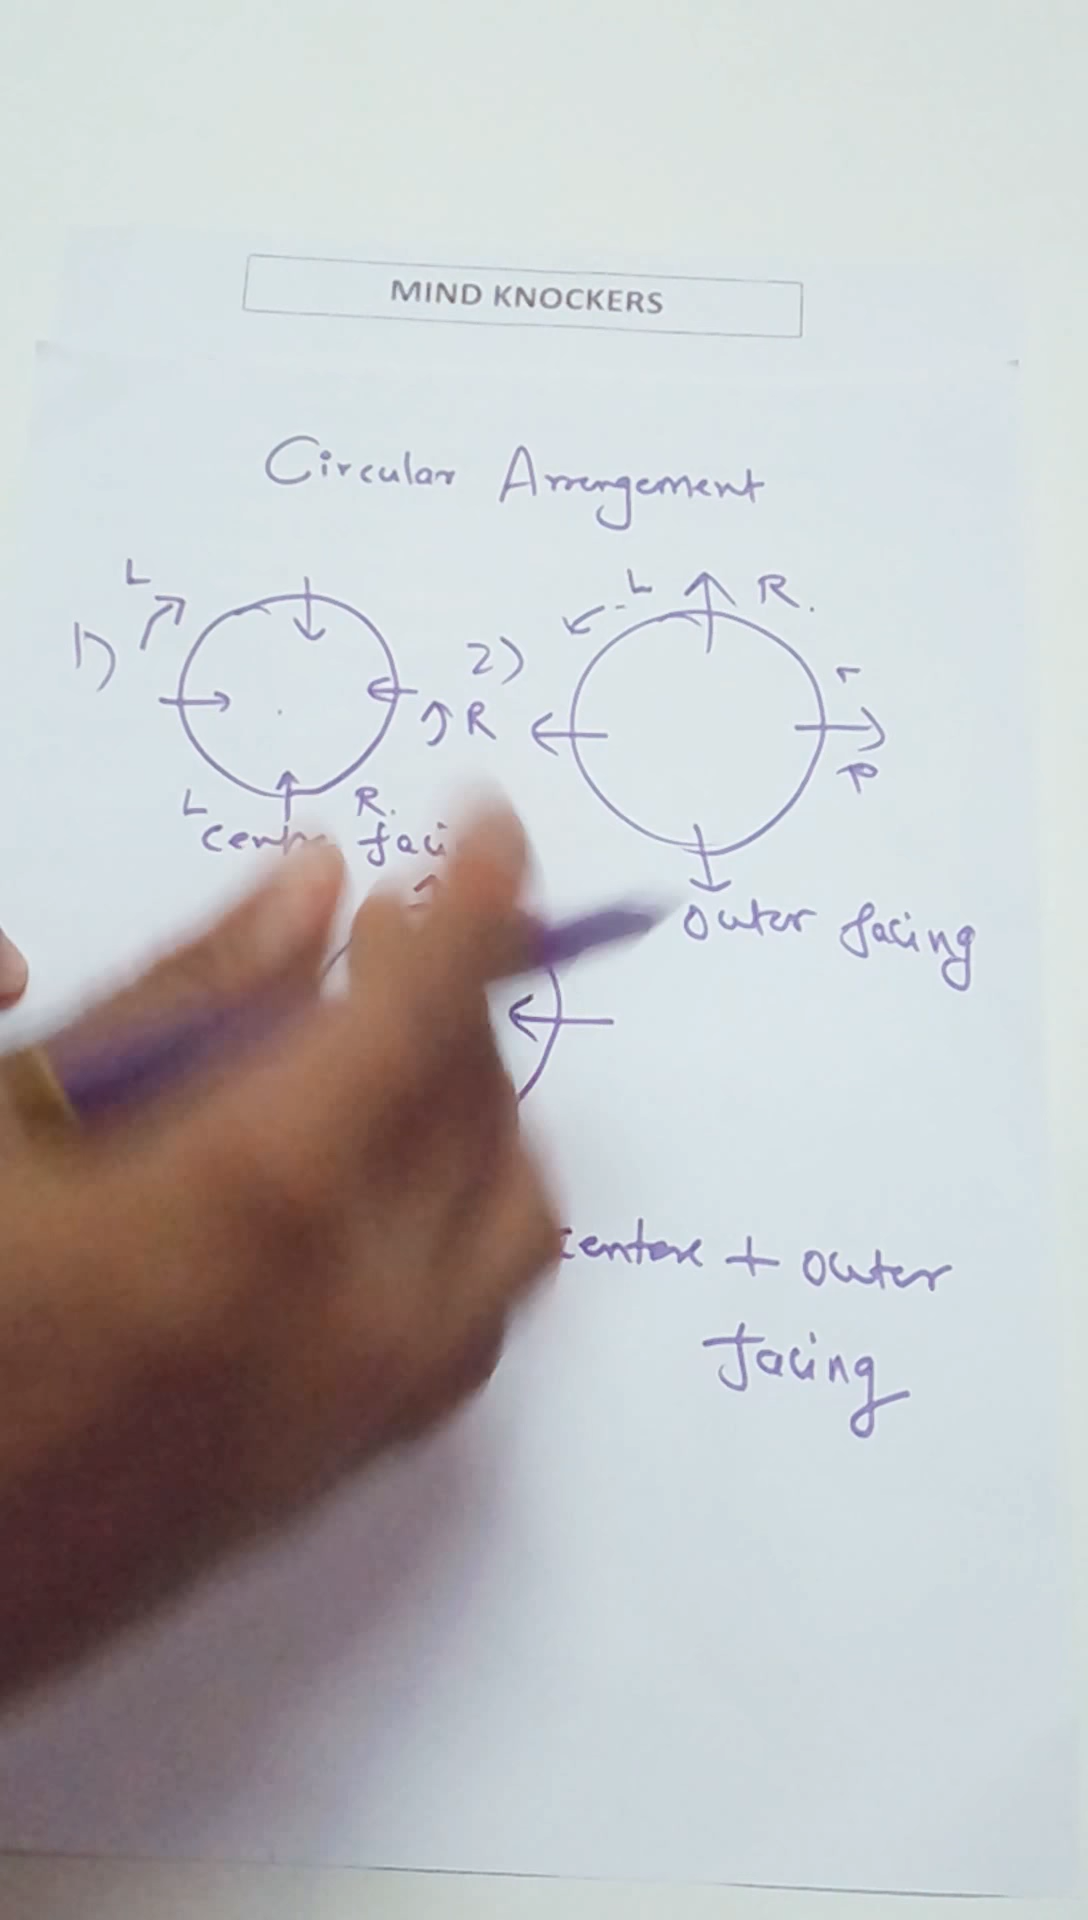 MIND KNOCKERS
Circular Arrangement
L
L R.
1)
2)
R
L R.
outer facing
centre + outer
facing